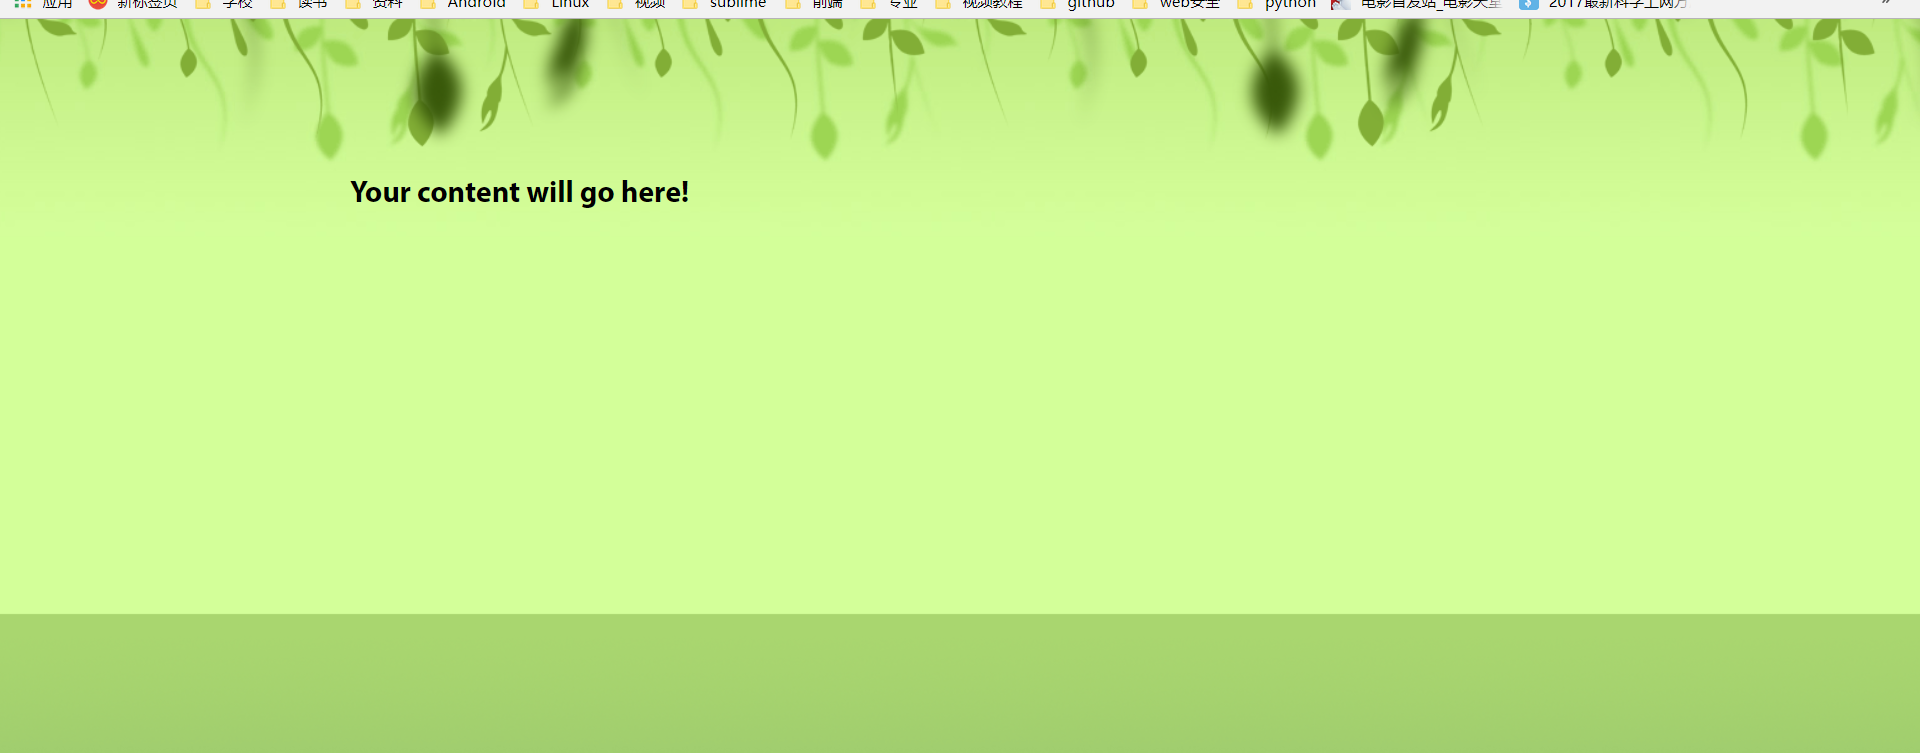 应用 新标签页 学校 读书 资料 Android Linux 视频 sublime 前端 专业 视频教程 github web安全 python 电影首发站_电影天堂 2017最新科学上网方 »
Your content will go here!